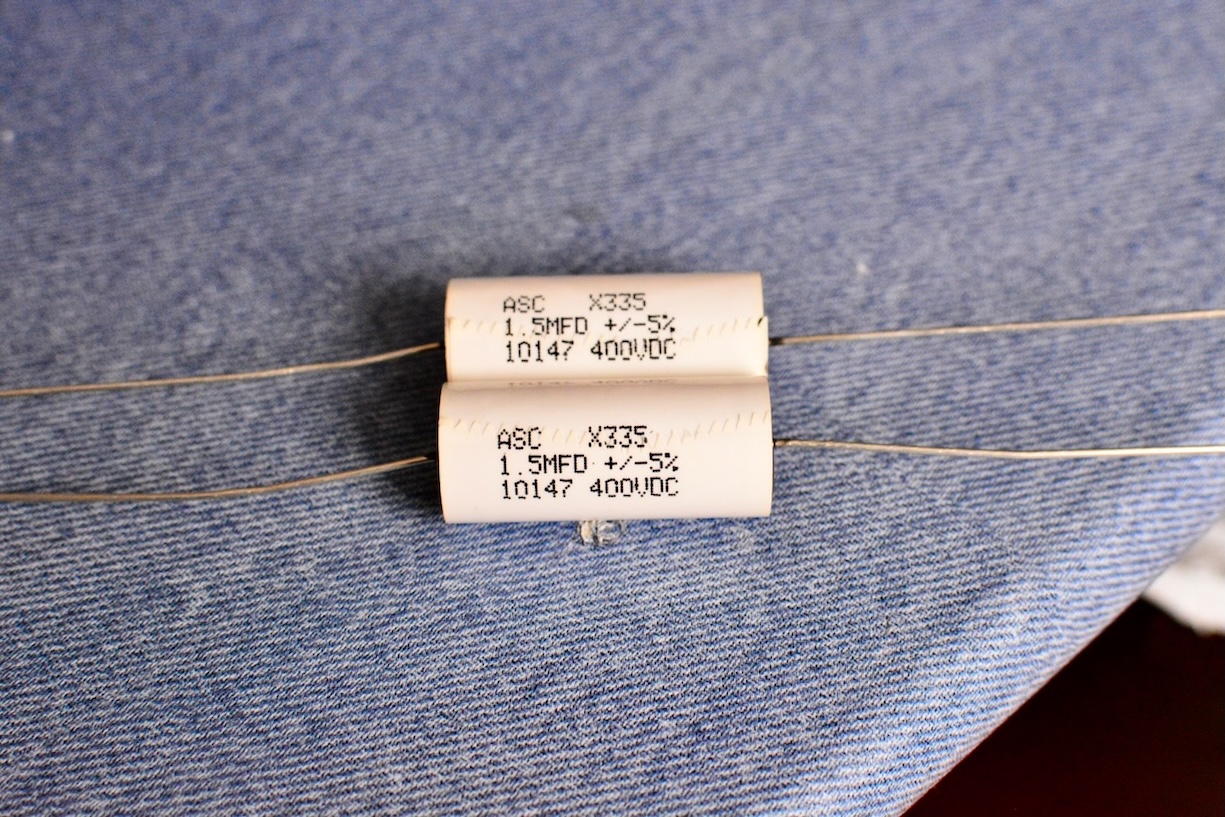 ASC X335
1.5MFD +/-5%
10147 400VDC
ASC X335
1.5MFD +/-5%
10147 400VDC